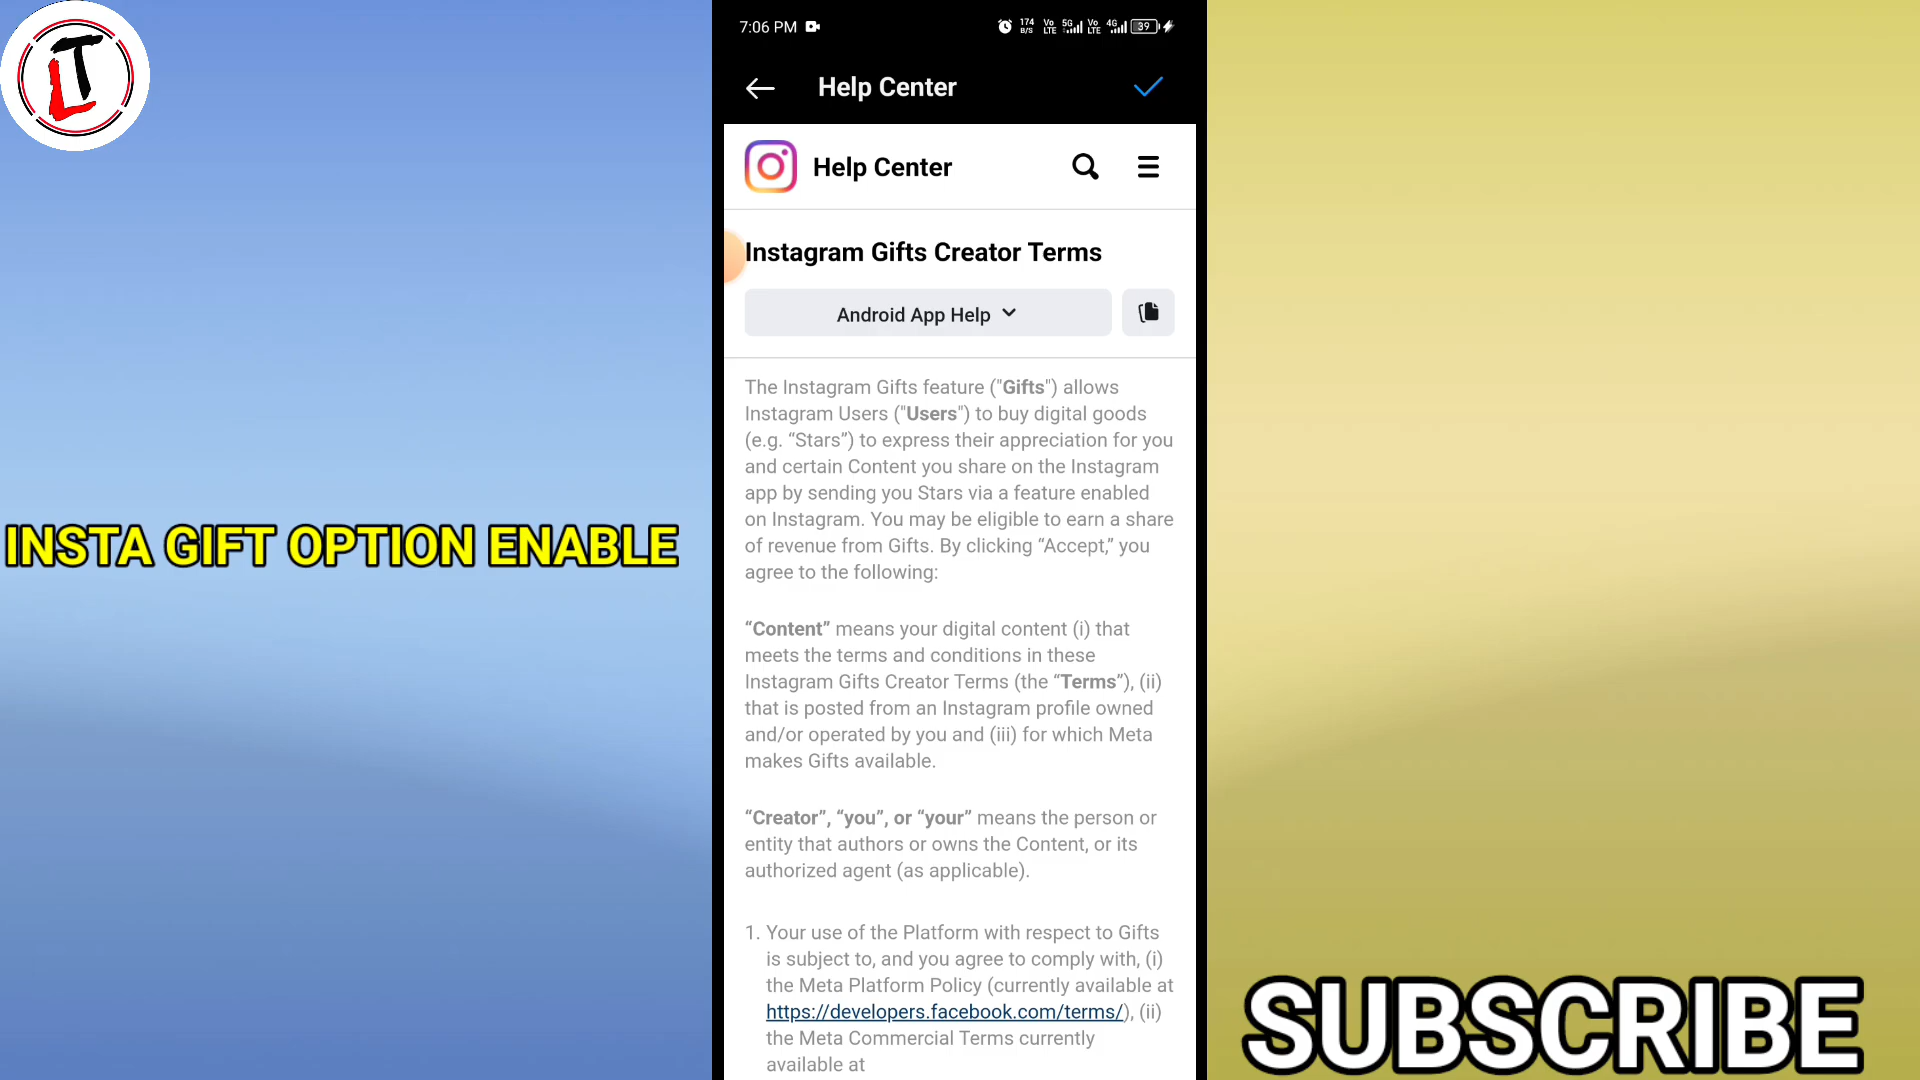 LT
7:06 PM
174 B/S Vo LTE 5G Vo LTE 4G 39
Help Center
Help Center
Instagram Gifts Creator Terms
Android App Help
The Instagram Gifts feature ("Gifts") allows
Instagram Users ("Users") to buy digital goods
(e.g. “Stars”) to express their appreciation for you
and certain Content you share on the Instagram
app by sending you Stars via a feature enabled
on Instagram. You may be eligible to earn a share
of revenue from Gifts. By clicking “Accept,” you
agree to the following:
“Content” means your digital content (i) that
meets the terms and conditions in these
Instagram Gifts Creator Terms (the “Terms”), (ii)
that is posted from an Instagram profile owned
and/or operated by you and (iii) for which Meta
makes Gifts available.
“Creator”, “you”, or “your” means the person or
entity that authors or owns the Content, or its
authorized agent (as applicable).
1. Your use of the Platform with respect to Gifts
is subject to, and you agree to comply with, (i)
the Meta Platform Policy (currently available at
https://developers.facebook.com/terms/), (ii)
the Meta Commercial Terms currently
available at
INSTA GIFT OPTION ENABLE
SUBSCRIBE